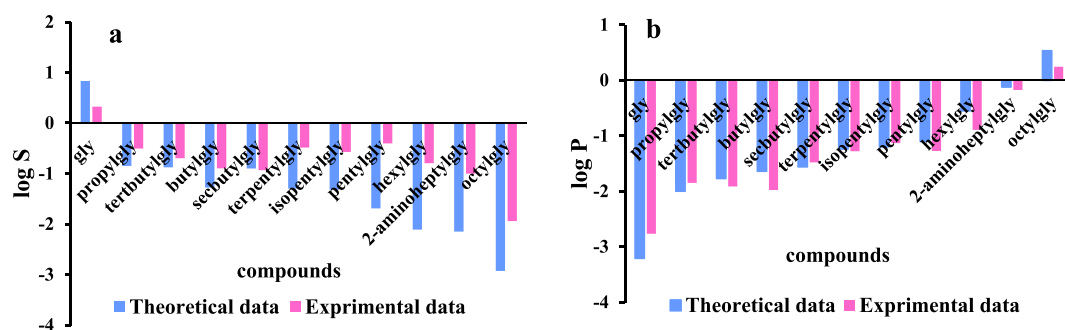 a
log S
2
1
0
-1
-2
-3
-4
gly
propylgly
tertbutylgly
butylgly
secbutylgly
terpentylgly
isopentylgly
pentylgly
hexygly
2-aminoheptylgly
octylgly
compounds
Theoretical data Exprimental data
b
log P
1
0
-1
-2
-3
-4
gly
propylgly
tertbutylgly
butylgly
secbutylgly
terpentylgly
isopentylgly
pentylgly
hexylgly
2-aminoheptylgly
octylgly
compounds
Theoretical data Exprimental data